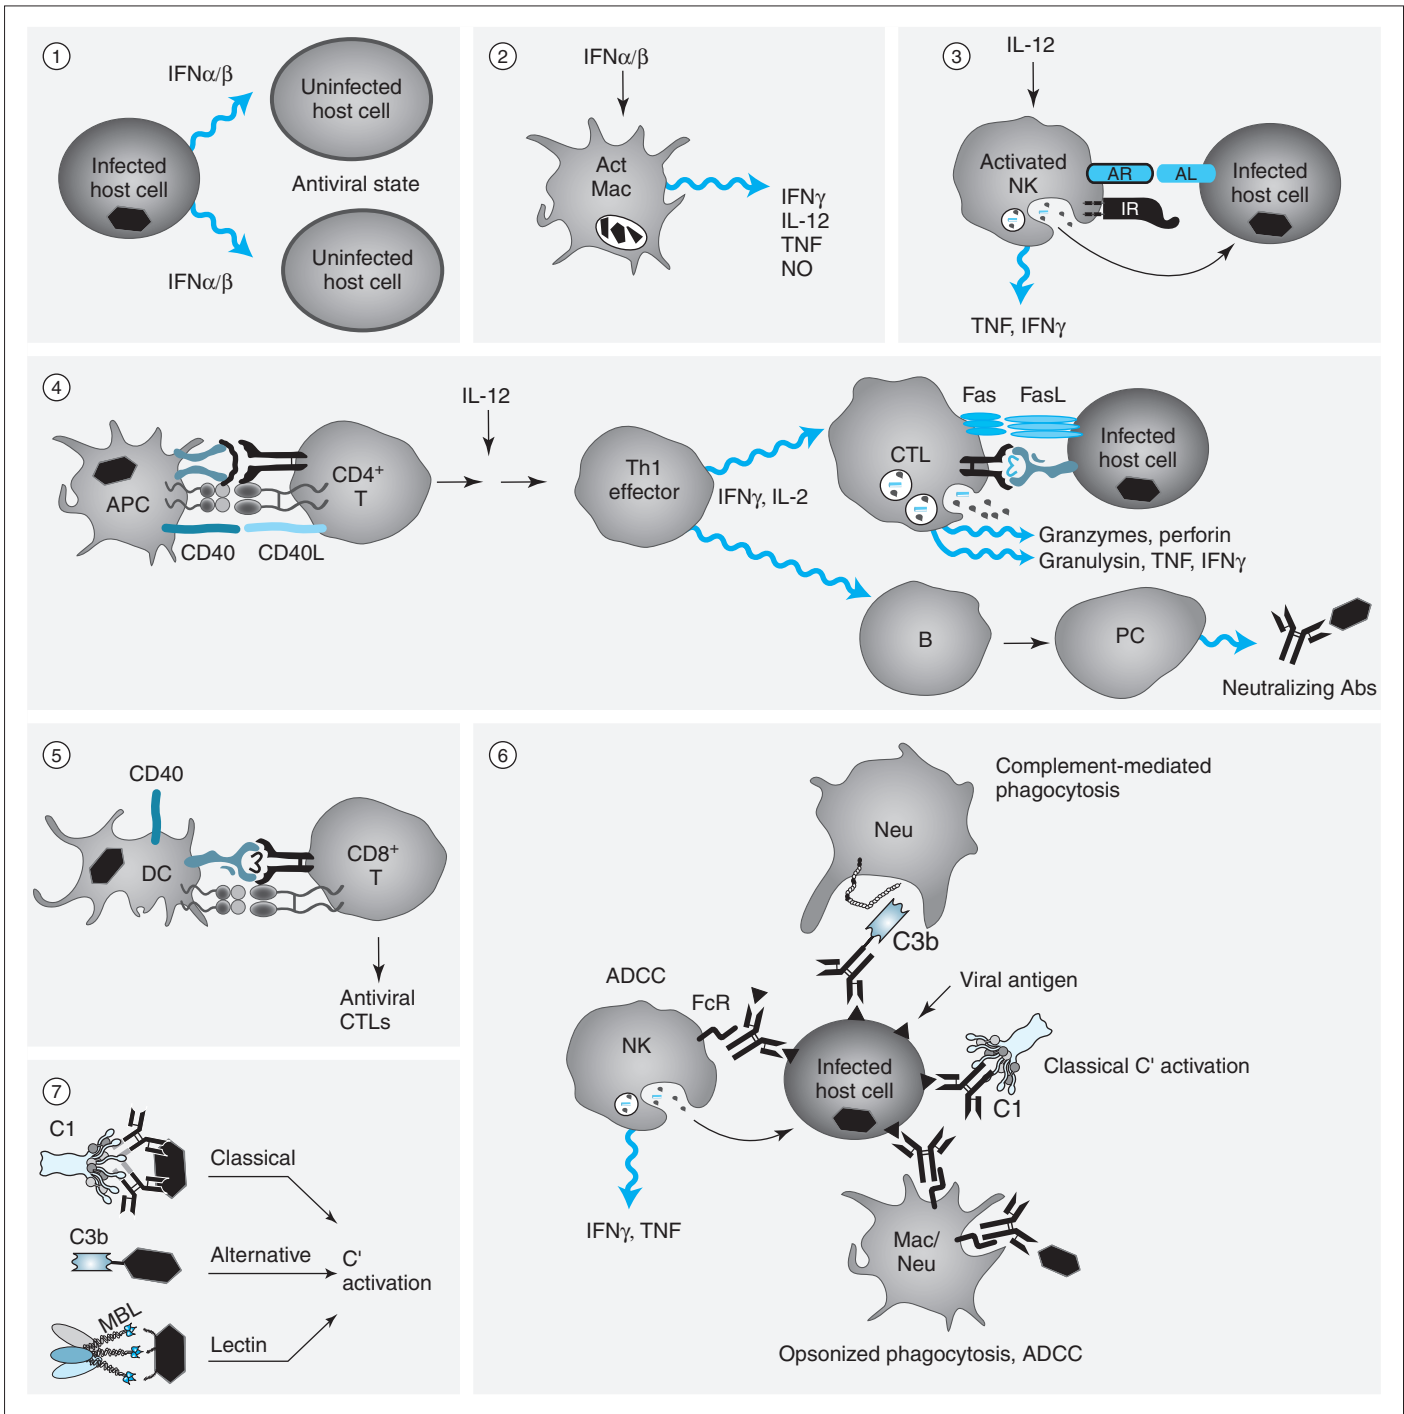 1
IFNα/β
Uninfected
host cell
Infected
host cell
Antiviral state
IFNα/β
Uninfected
host cell
2
IFNα/β
Act
Mac
IFNγ
IL-12
TNF
NO
3
IL-12
Activated
NK
AR
AL
IR
Infected
host cell
TNF, IFNγ
4
APC
CD4+
T
CD40
CD40L
IL-12
Th1
effector
IFNγ, IL-2
CTL
Fas
FasL
Infected
host cell
Granzymes, perforin
Granulysin, TNF, IFNγ
B
PC
Neutralizing Abs
5
CD40
DC
CD8+
T
Antiviral
CTLs
6
Neu
Complement-mediated
phagocytosis
C3b
ADCC
FcR
NK
Viral antigen
Infected
host cell
Classical C' activation
C1
IFNγ, TNF
Mac/
Neu
Opsonized phagocytosis, ADCC
7
C1
Classical
C3b
Alternative
C'
activation
MBL
Lectin